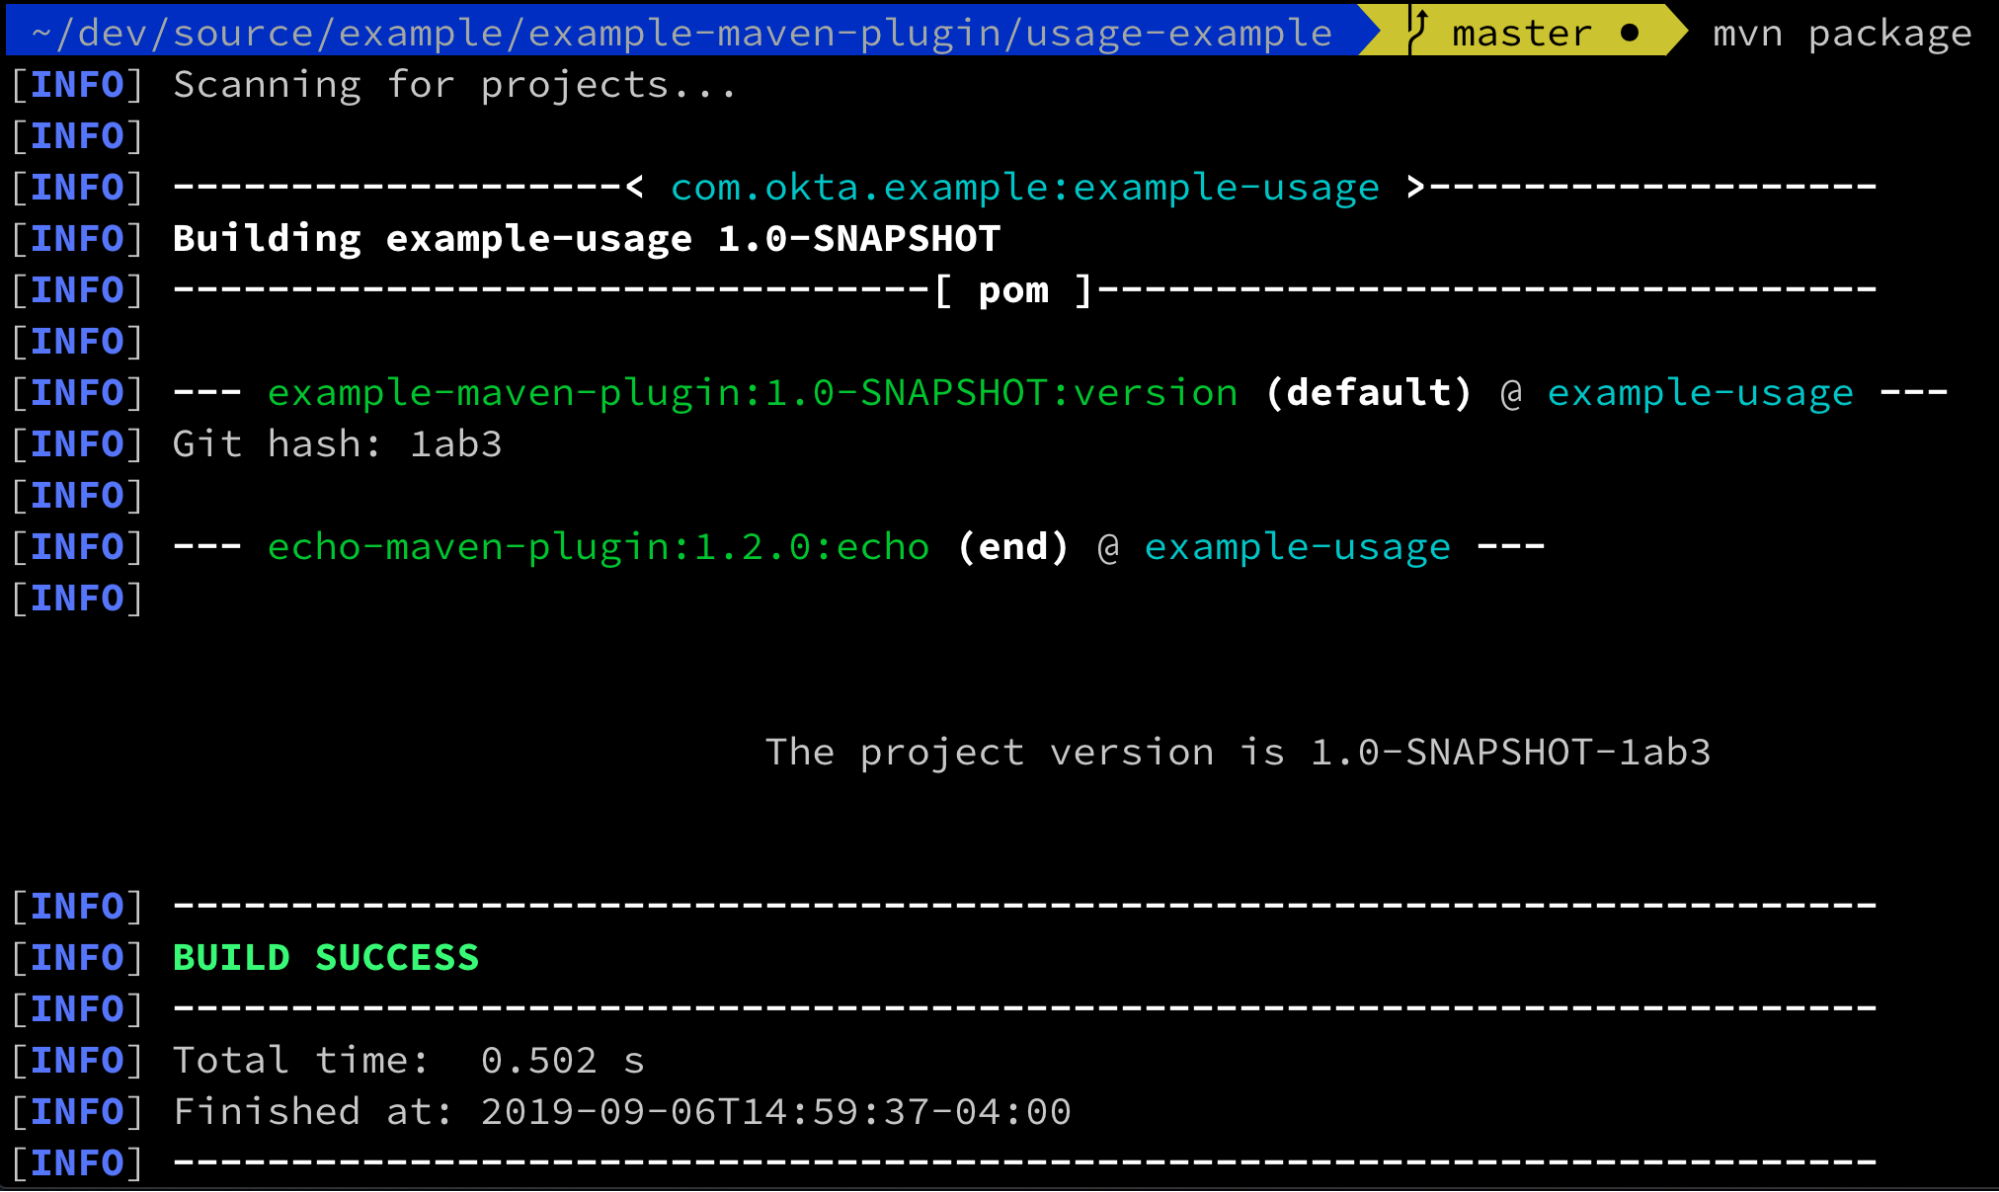 ~/dev/source/example/example-maven-plugin/usage-example master ● mvn package
[INFO] Scanning for projects...
[INFO]
[INFO] -------------------< com.okta.example:example-usage >-------------------
[INFO] Building example-usage 1.0-SNAPSHOT
[INFO] --------------------------------[ pom ]---------------------------------
[INFO]
[INFO] --- example-maven-plugin:1.0-SNAPSHOT:version (default) @ example-usage ---
[INFO] Git hash: 1ab3
[INFO]
[INFO] --- echo-maven-plugin:1.2.0:echo (end) @ example-usage ---
[INFO]
The project version is 1.0-SNAPSHOT-1ab3
[INFO] ------------------------------------------------------------------------
[INFO] BUILD SUCCESS
[INFO] ------------------------------------------------------------------------
[INFO] Total time:  0.502 s
[INFO] Finished at: 2019-09-06T14:59:37-04:00
[INFO] ------------------------------------------------------------------------